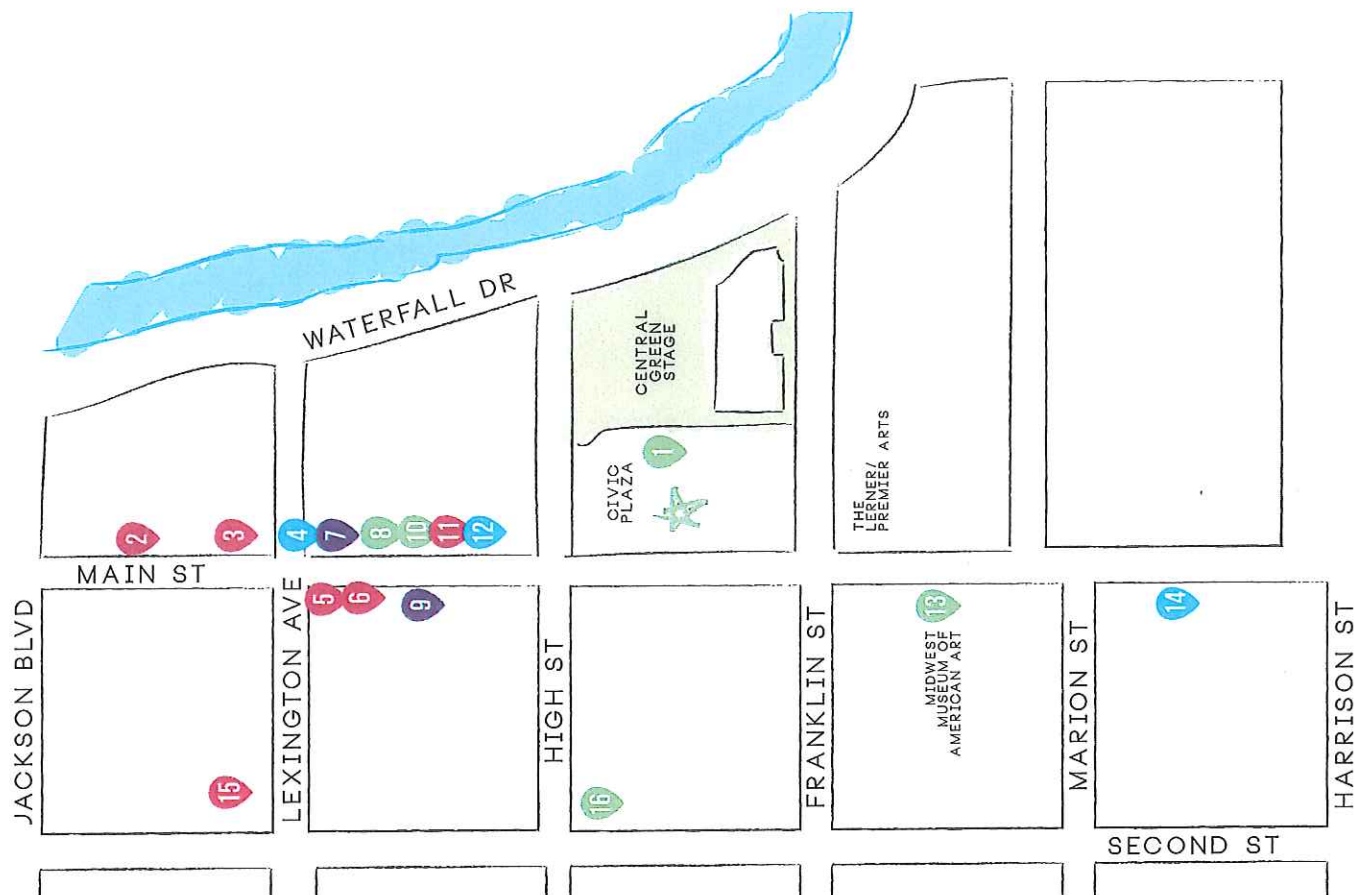 WATERFALL DR
CENTRAL
GREEN
STAGE
1
CIVIC
PLAZA
THE
LERNER/
PREMIER ARTS
2
3
4
7
8
10
11
12
MAIN ST
5
6
9
13
14
JACKSON BLVD
LEXINGTON AVE
HIGH ST
FRANKLIN ST
MIDWEST
MUSEUM OF
AMERICAN ART
MARION ST
HARRISON ST
15
16
SECOND ST